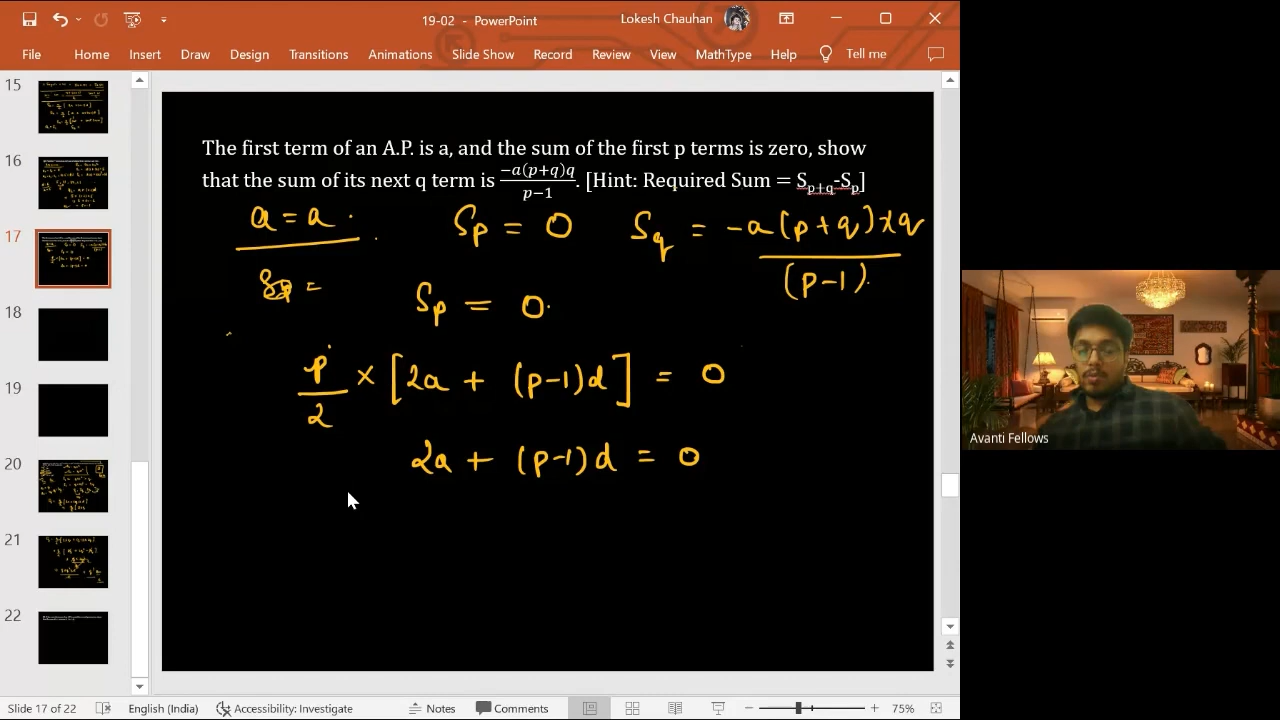 19-02 - PowerPoint
Lokesh Chauhan
File Home Insert Draw Design Transitions Animations Slide Show Record Review View MathType Help Tell me
15
16
17
18
19
20
21
22
The first term of an A.P. is a, and the sum of the first p terms is zero, show
that the sum of its next q term is −a(p+q)q/p−1. [Hint: Required Sum = Sp+q-Sp]
a = a . Sp = 0 Sq = -a(p+q)xq/(p-1).
Sp = 0.
p/2 × [2a + (p-1)d] = 0
2a + (p-1)d = 0
Avanti Fellows
Slide 17 of 22 English (India) Accessibility: Investigate Notes Comments 75%